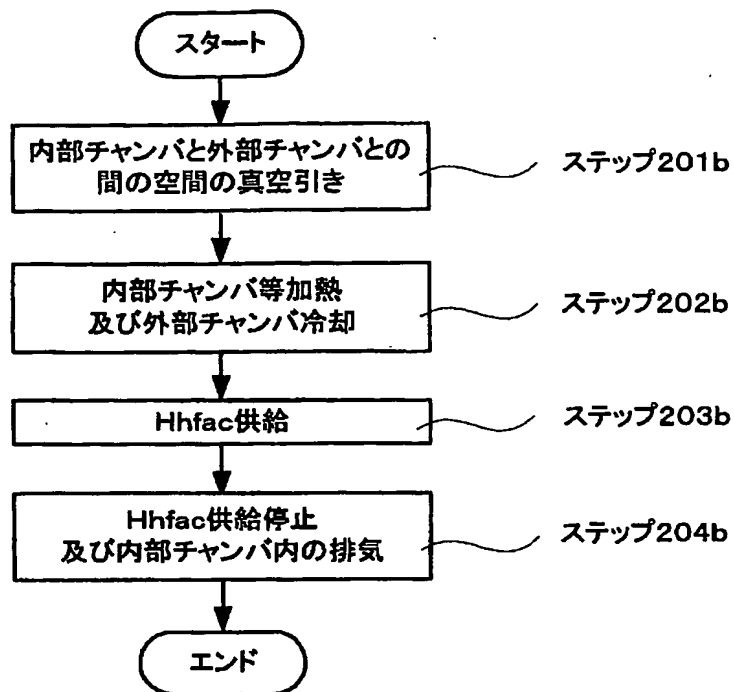 スタート
内部チャンバと外部チャンバとの
間の空間の真空引き
ステップ201b
内部チャンバ等加熱
及び外部チャンバ冷却
ステップ202b
Hhfac供給
ステップ203b
Hhfac供給停止
及び内部チャンバ内の排気
ステップ204b
エンド